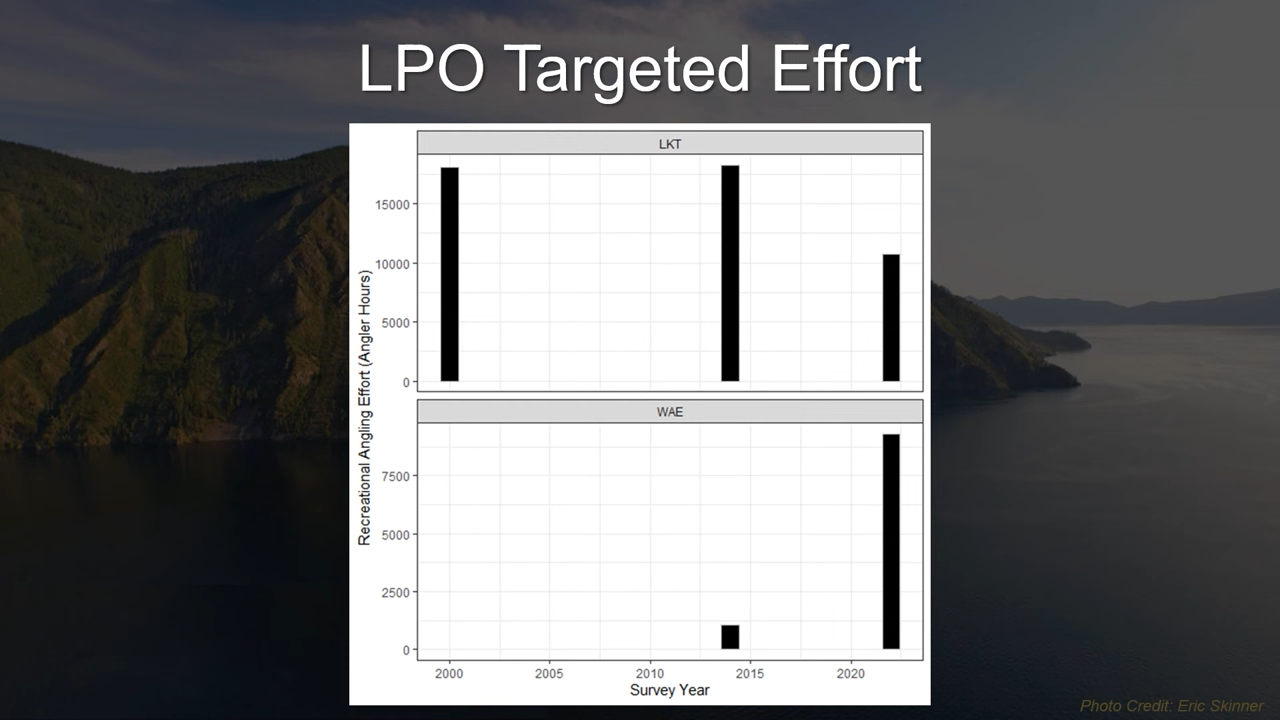 LPO Targeted Effort
LKT
15000
10000
5000
0
Recreational Angling Effort (Angler Hours)
WAE
7500
5000
2500
0
2000 2005 2010 2015 2020
Survey Year
Photo Credit: Eric Skinner